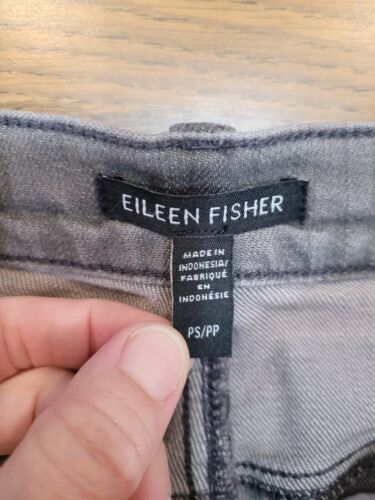 EILEEN FISHER
MADE IN
INDONESIA/
FABRIQUÉ
EN
INDONÉSIE
PS/PP